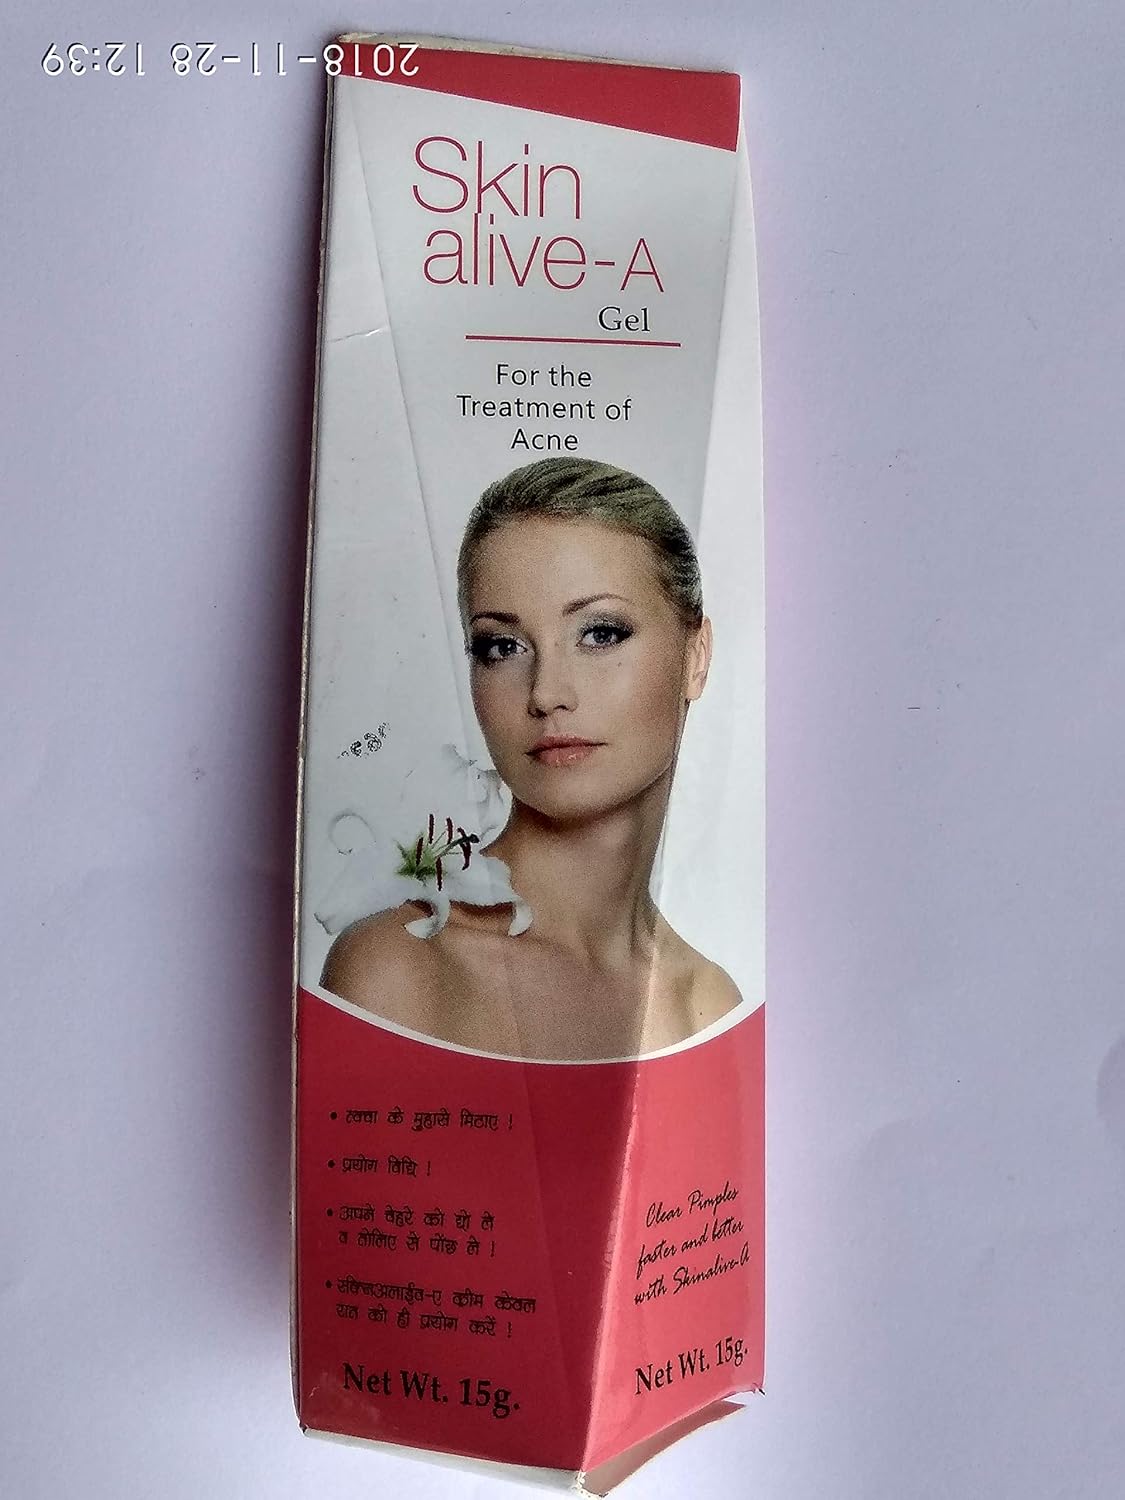 2018-11-28 12:39
Skin
alive-A
Gel
For the
Treatment of
Acne
• त्वचा के मुहासे मिटाए !
• प्रयोग विधि !
• अपने चेहरे को धो ले
व तोलिए से पोंछ ले !
• स्किनअलाईव-ए क्रीम केवल
रात को ही प्रयोग करें !
Net Wt. 15g.
Clear Pimples
faster and better
with Skinalive-A
Net Wt. 15g.